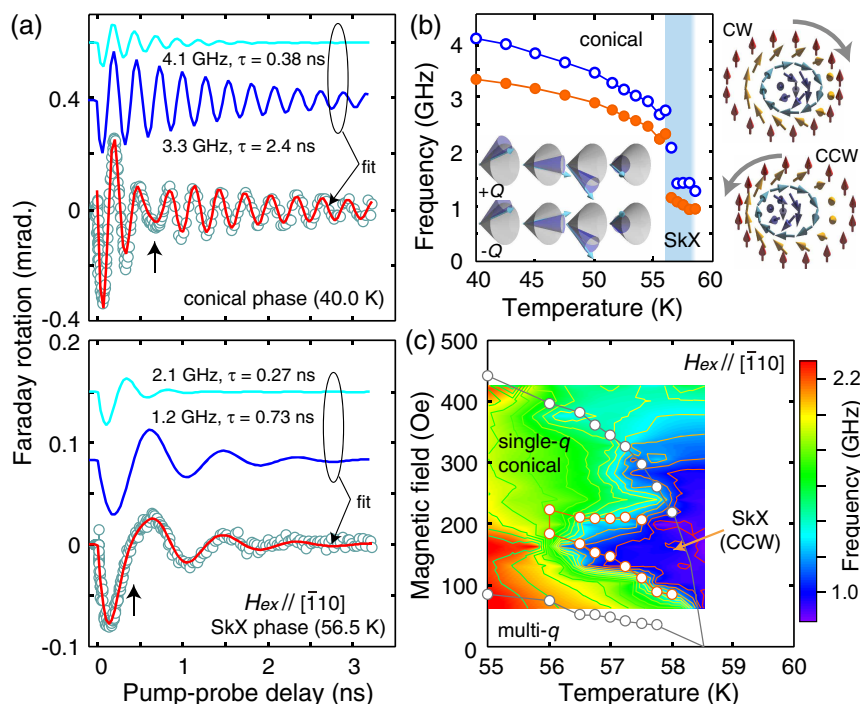 (a)
4.1 GHz, τ = 0.38 ns
3.3 GHz, τ = 2.4 ns
fit
conical phase (40.0 K)
0.4
0
-0.4
2.1 GHz, τ = 0.27 ns
1.2 GHz, τ = 0.73 ns
fit
Hex // [1̄10]
SkX phase (56.5 K)
0.2
0.1
0
-0.1
0 1 2 3
Faraday rotation (mrad.)
Pump-probe delay (ns)
(b)
conical
+Q
-Q
SkX
4
3
2
1
0
40 45 50 55 60
Frequency (GHz)
Temperature (K)
CW
CCW
(c)
Hex // [1̄10]
single-q
conical
SkX
(CCW)
multi-q
500
400
300
200
100
0
55 56 57 58 59 60
Magnetic field (Oe)
Temperature (K)
2.2
1.0
Frequency (GHz)